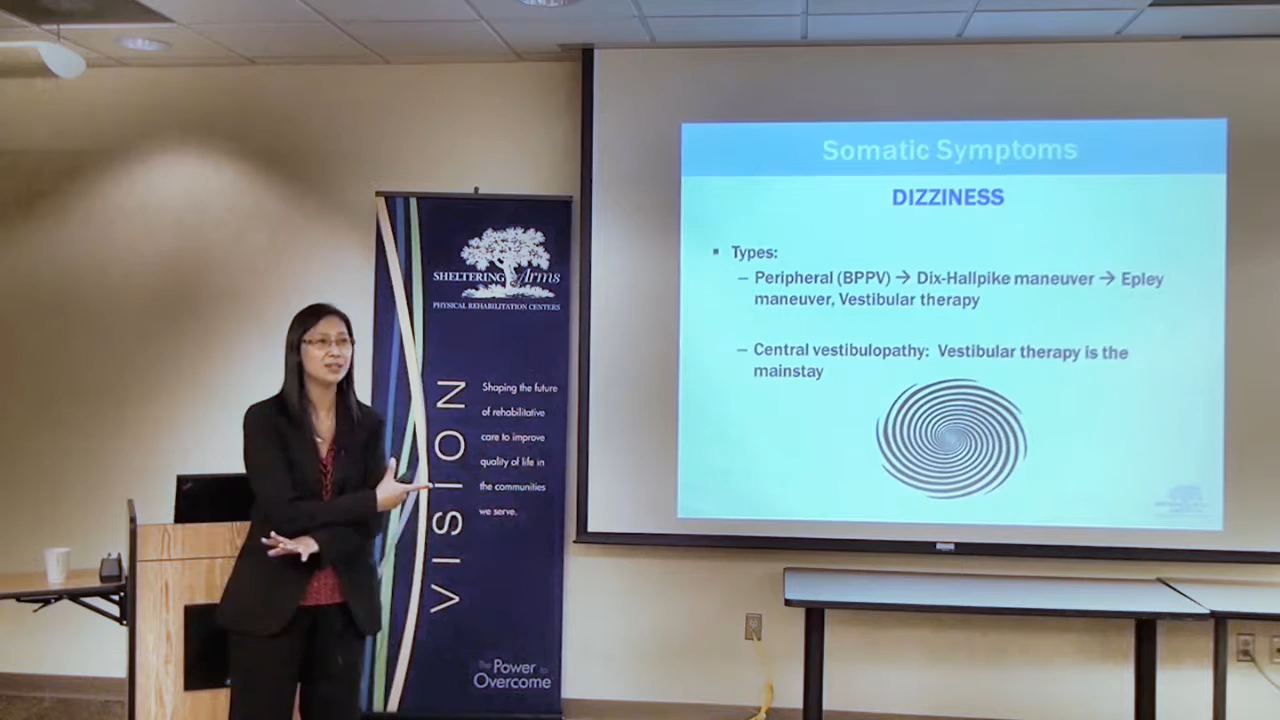 Somatic Symptoms
DIZZINESS
▪ Types:
– Peripheral (BPPV) → Dix-Hallpike maneuver → Epley
maneuver, Vestibular therapy
– Central vestibulopathy: Vestibular therapy is the
mainstay
SHELTERING Arms
PHYSICAL REHABILITATION CENTERS
VISION
Shaping the future
of rehabilitative
care to improve
quality of life in
the communities
we serve.
The Power to
Overcome